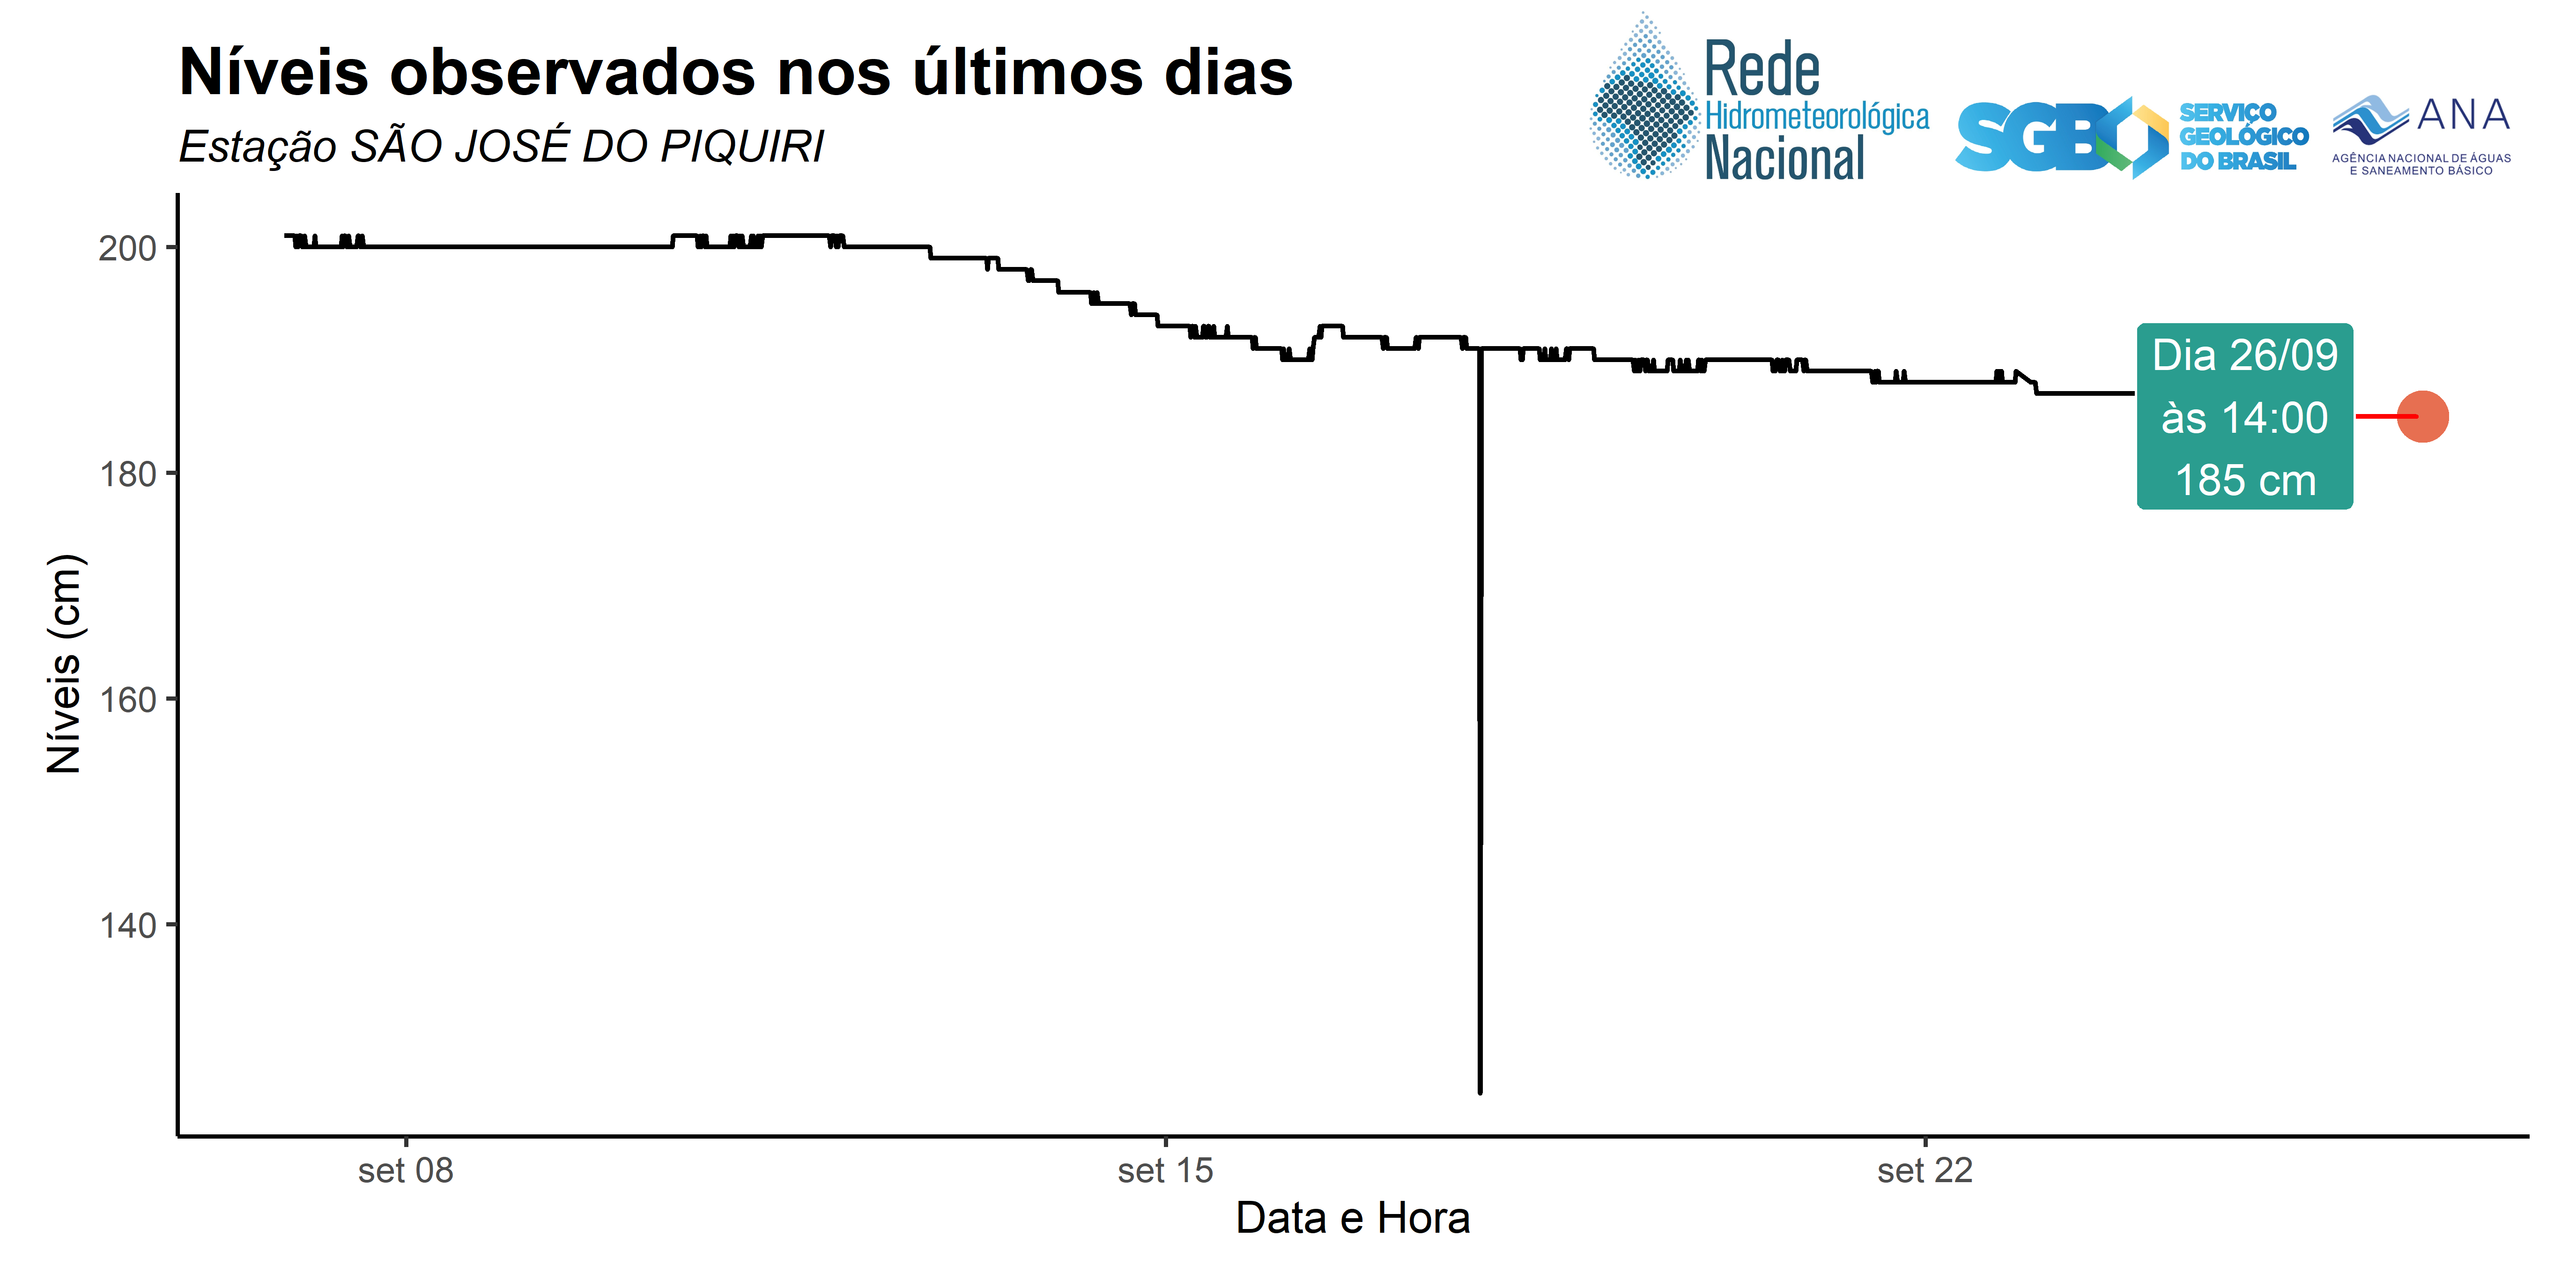 Níveis observados nos últimos dias
Estação SÃO JOSÉ DO PIQUIRI
Rede
Hidrometeorológica
Nacional
SGB
SERVIÇO
GEOLÓGICO
DO BRASIL
ANA
AGÊNCIA NACIONAL DE ÁGUAS
E SANEAMENTO BÁSICO
Níveis (cm)
200
180
160
140
Dia 26/09
às 14:00
185 cm
set 08
set 15
set 22
Data e Hora